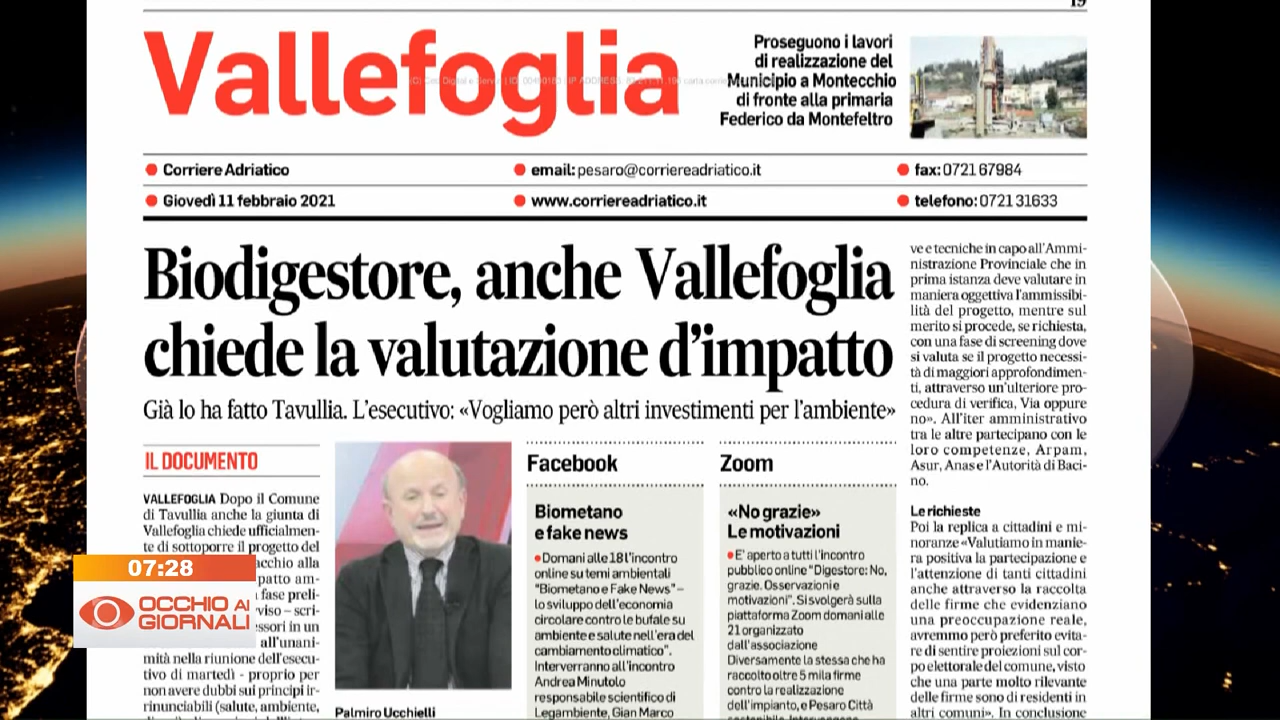 19
Vallefoglia
Proseguono i lavori
di realizzazione del
Municipio a Montecchio
di fronte alla primaria
Federico da Montefeltro
Corriere Adriatico
email: pesaro@corriereadriatico.it
fax: 0721 67984
Giovedì 11 febbraio 2021
www.corriereadriatico.it
telefono: 0721 31633
Biodigestore, anche Vallefoglia
chiede la valutazione d'impatto
Già lo ha fatto Tavullia. L'esecutivo: «Vogliamo però altri investimenti per l'ambiente»
IL DOCUMENTO
VALLEFOGLIA Dopo il Comune
di Tavullia anche la giunta di
Vallefoglia chiede ufficialmen-
te di sottoporre il progetto del
acchio alla
patto am-
fase preli-
viso – scri-
ssori in un
all'unani-
mità nella riunione dell'esecu-
tivo di martedì - proprio per
non avere dubbi sui principi ir-
rinunciabili (salute, ambiente,
Palmiro Ucchielli
Facebook
Biometano
e fake news
Domani alle 18 l'incontro
online su temi ambientali
"Biometano e Fake News" –
lo sviluppo dell'economia
circolare contro le bufale su
ambiente e salute nell'era del
cambiamento climatico".
Interverranno all'incontro
Andrea Minutolo
responsabile scientifico di
Legambiente, Gian Marco
Zoom
«No grazie»
Le motivazioni
E' aperto a tutti l'incontro
pubblico online "Digestore: No,
grazie. Osservazioni e
motivazioni". Si svolgerà sulla
piattaforma Zoom domani alle
21 organizzato
dall'associazione
Diversamente la stessa che ha
raccolto oltre 5 mila firme
contro la realizzazione
dell'impianto, e Pesaro Città
ve e tecniche in capo all'Ammi-
nistrazione Provinciale che in
prima istanza deve valutare in
maniera oggettiva l'ammissibi-
lità del progetto, mentre sul
merito si procede, se richiesta,
con una fase di screening dove
si valuta se il progetto necessi-
tà di maggiori approfondimen-
ti, attraverso un'ulteriore pro-
cedura di verifica, Via oppure
no». All'iter amministrativo
tra le altre partecipano con le
loro competenze, Arpam,
Asur, Anas e l'Autorità di Baci-
no.
Le richieste
Poi la replica a cittadini e mi-
noranze «Valutiamo in manie-
ra positiva la partecipazione e
l'attenzione di tanti cittadini
anche attraverso la raccolta
delle firme che evidenziano
una preoccupazione reale,
avremmo però preferito evita-
re di sentire proiezioni sul cor-
po elettorale del comune, visto
che una parte molto rilevante
delle firme sono di residenti in
altri comuni». In conclusione
07:28
OCCHIO AI
GIORNALI